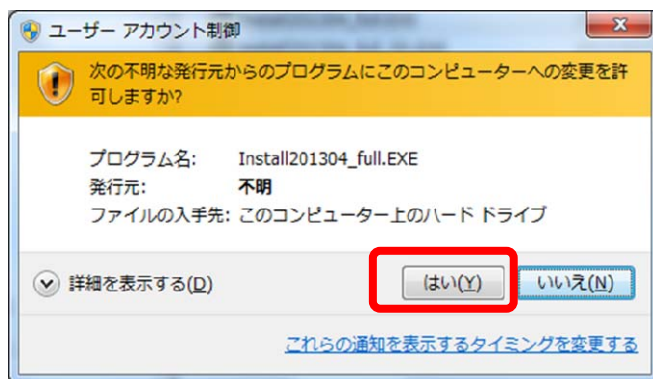 ユーザー アカウント制御
次の不明な発行元からのプログラムにこのコンピューターへの変更を許
可しますか?
プログラム名: Install201304_full.EXE
発行元: 不明
ファイルの入手先: このコンピューター上のハード ドライブ
詳細を表示する(D) はい(Y) いいえ(N)
これらの通知を表示するタイミングを変更する